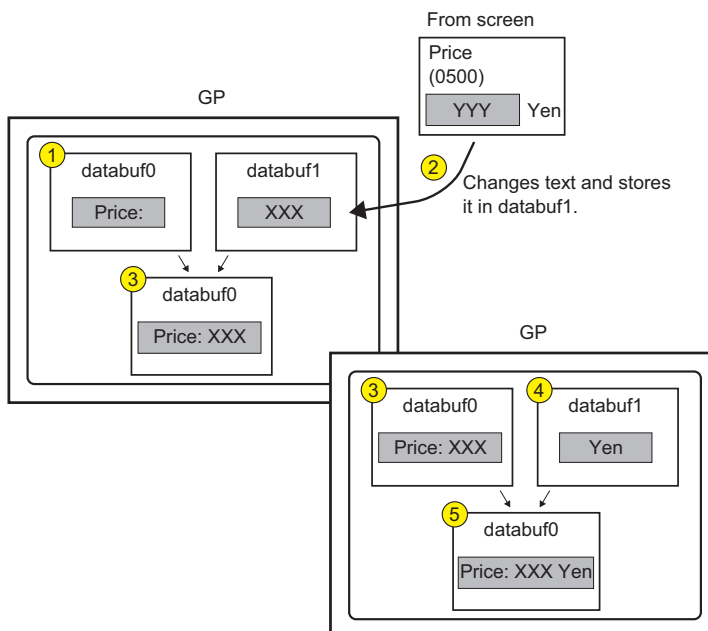 From screen
Price
(0500)
YYY Yen
GP
1
databuf0
Price:
databuf1
XXX
2
Changes text and stores
it in databuf1.
3
databuf0
Price: XXX
GP
3
databuf0
Price: XXX
4
databuf1
Yen
5
databuf0
Price: XXX Yen